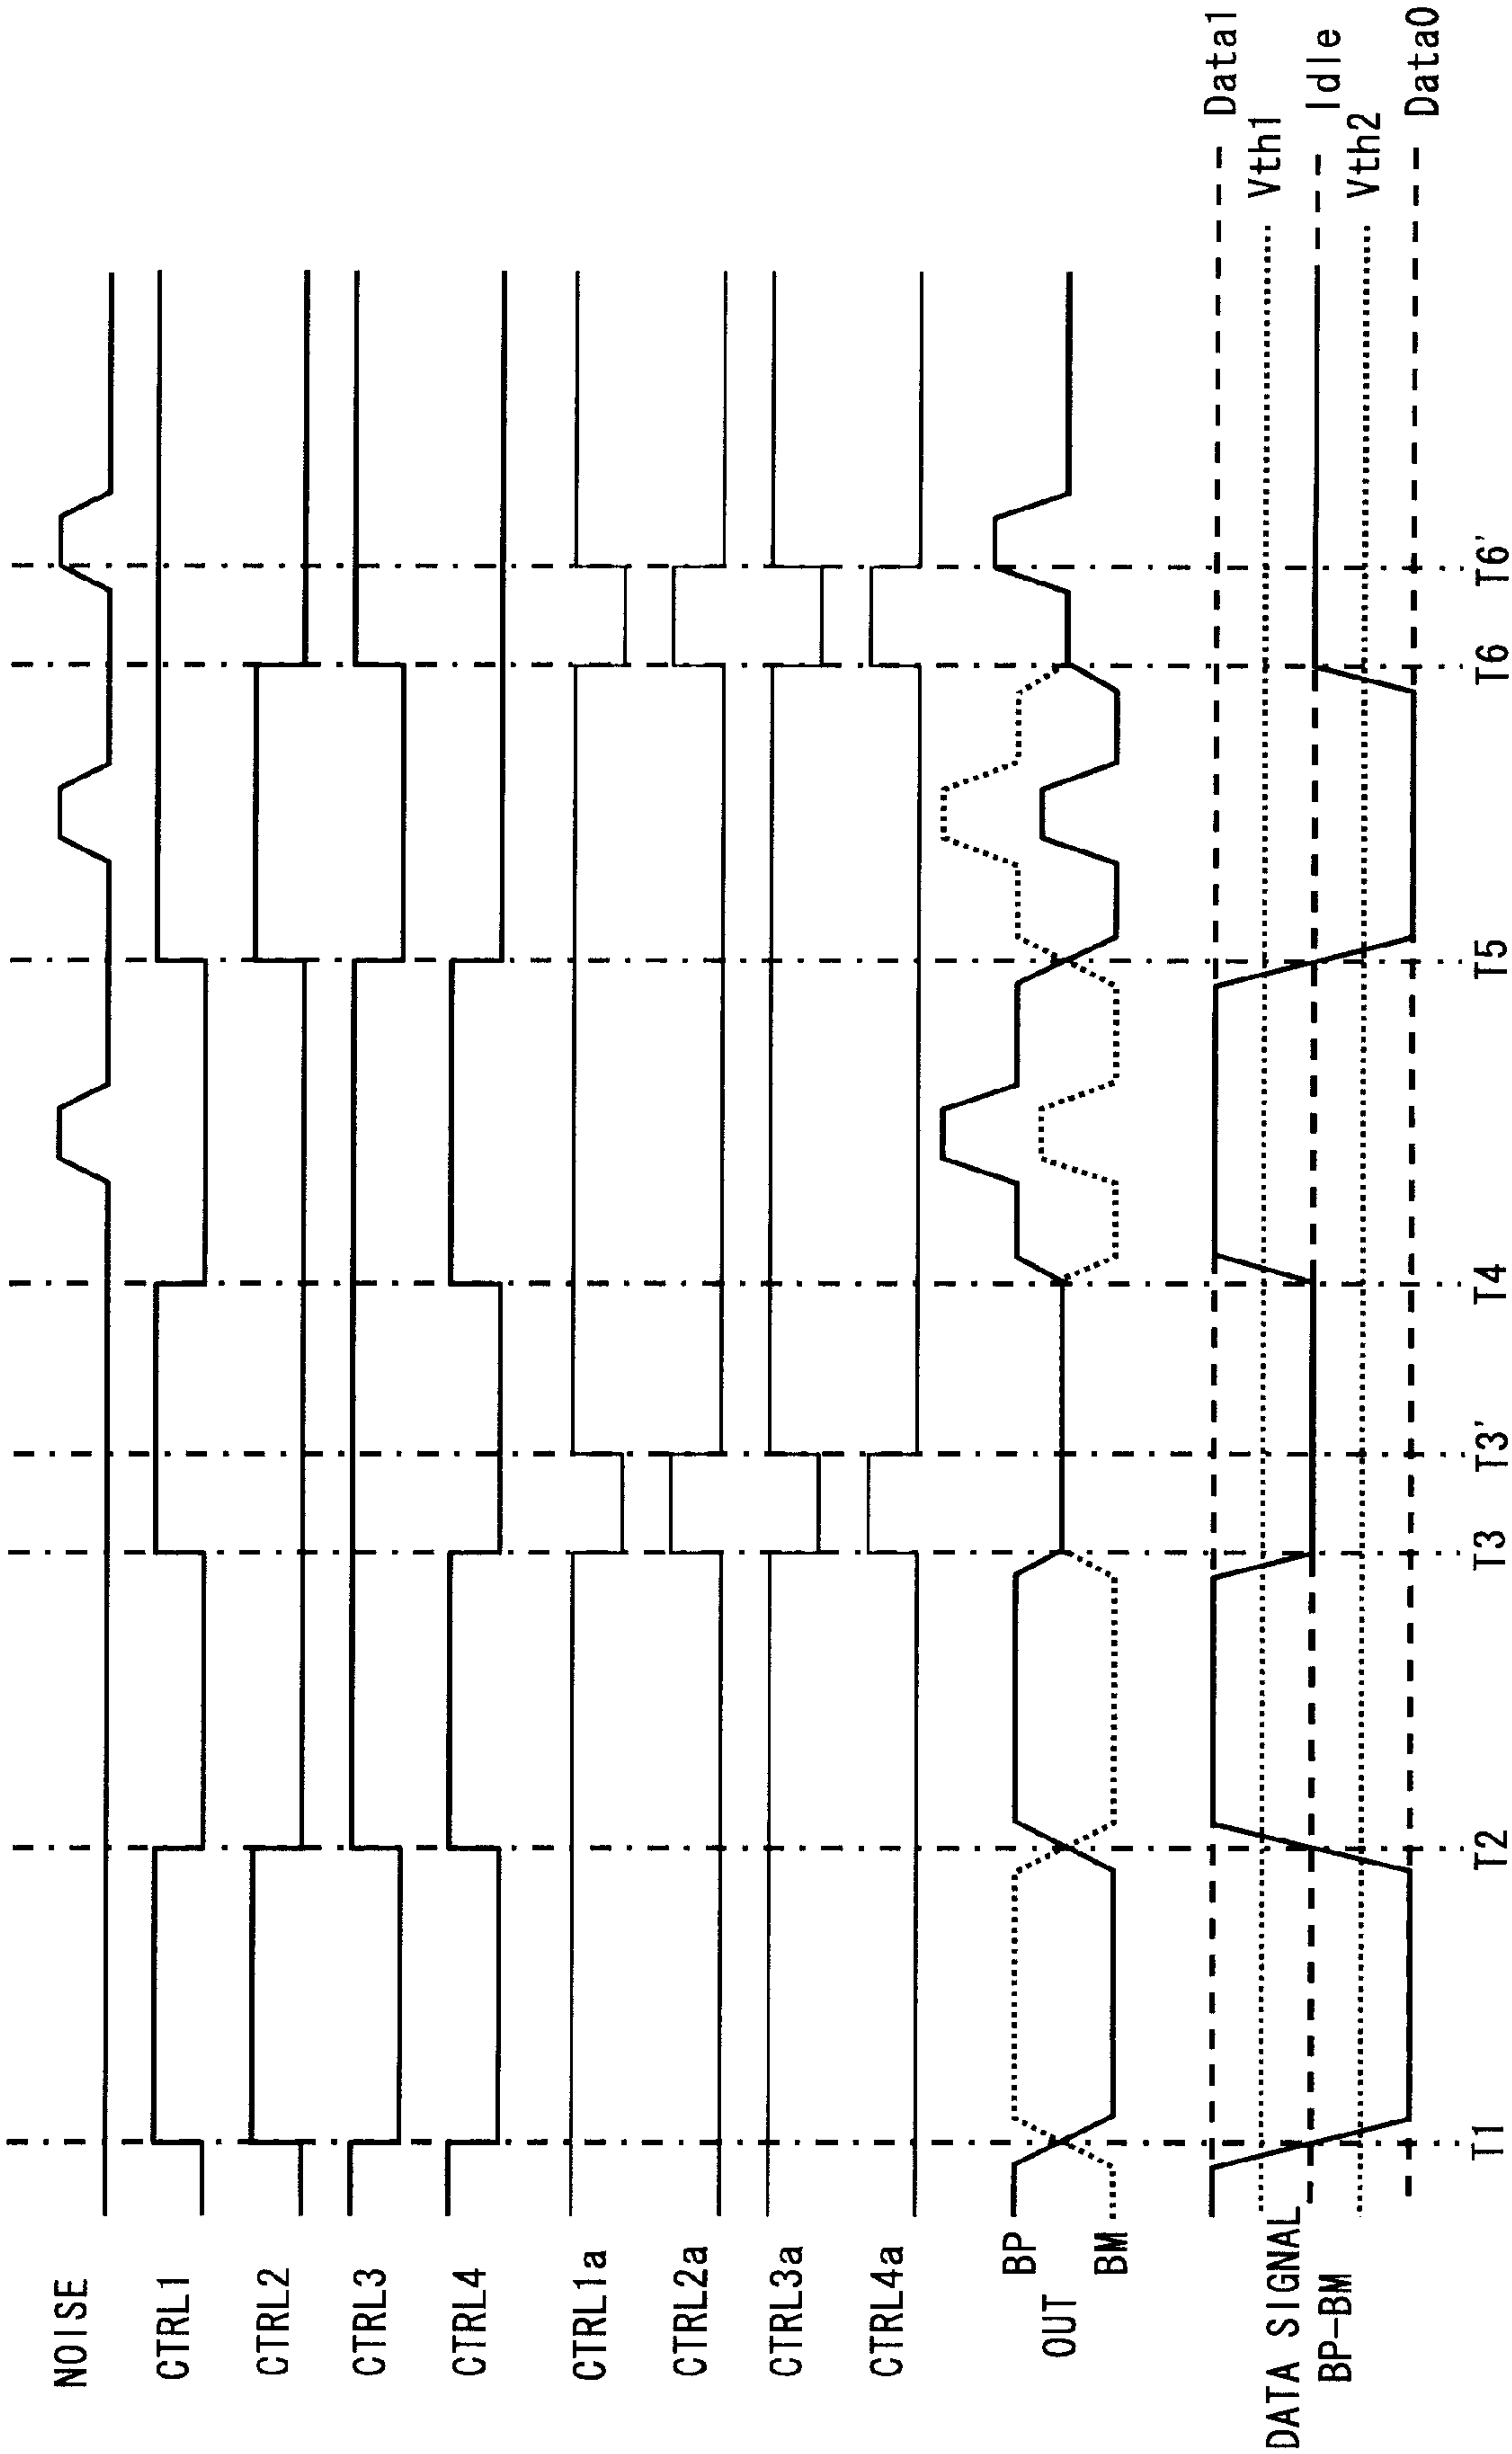 NOISE
CTRL1
CTRL2
CTRL3
CTRL4
CTRL1a
CTRL2a
CTRL3a
CTRL4a
BP
OUT
BM
DATA SIGNAL
BP-BM
Data1
Vth1
Idle
Vth2
Data0
T1 T2 T3 T3' T4 T5 T6 T6'